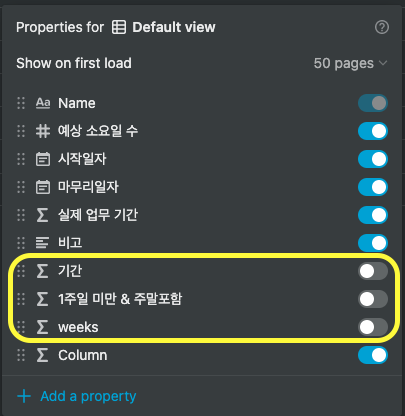 Properties for Default view
Show on first load 50 pages
Aa Name
예상 소요일 수
시작일자
마무리일자
실제 업무 기간
비고
기간
1주일 미만 & 주말포함
weeks
Column
Add a property